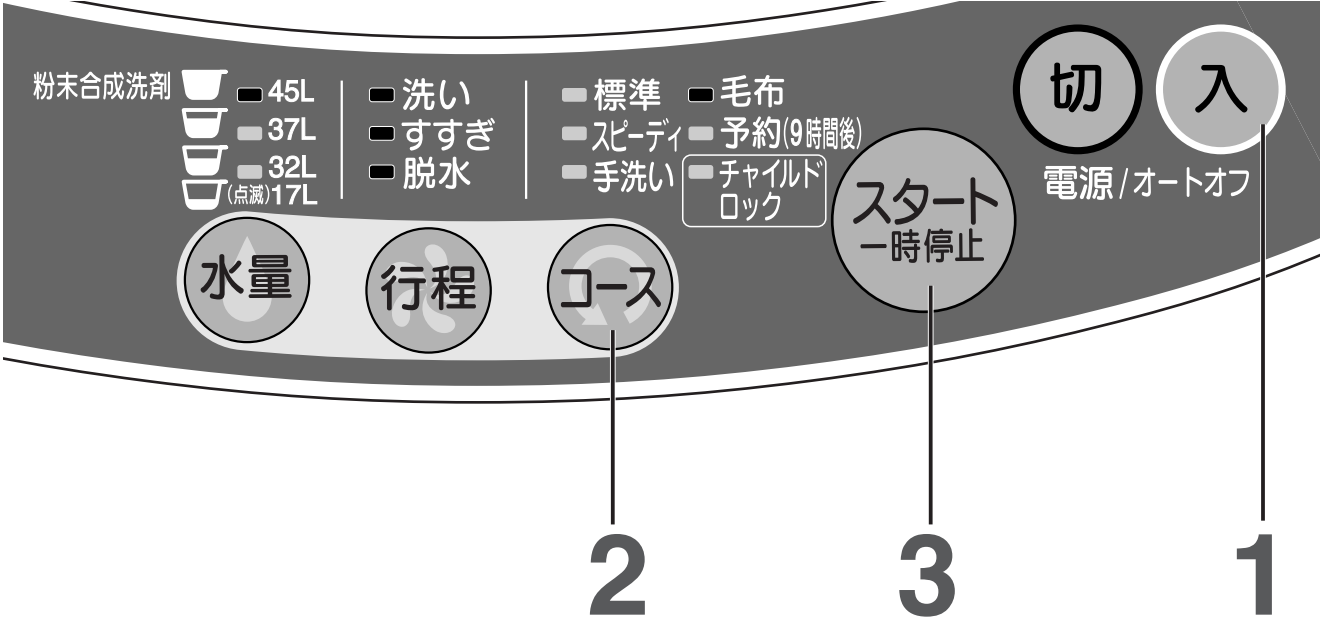 粉末合成洗剤
45L
37L
32L
(点滅)17L
洗い
すすぎ
脱水
標準
スピーディ
手洗い
毛布
予約(9時間後)
チャイルド
ロック
水量
行程
コース
スタート
一時停止
切
入
電源/オートオフ
2
3
1